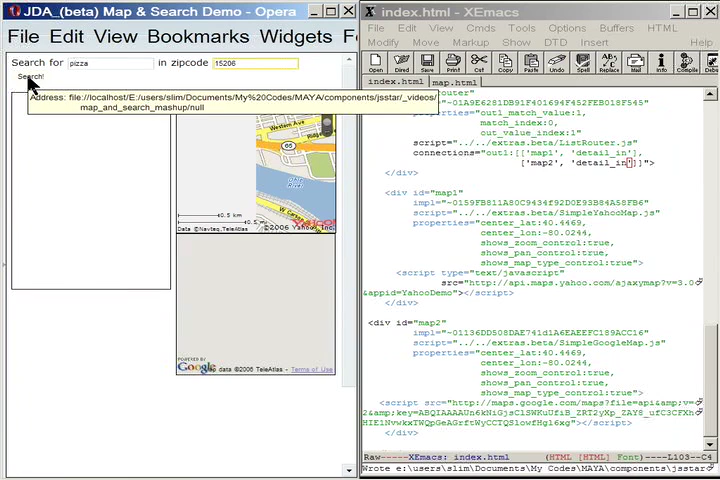 JDA_(beta) Map & Search Demo - Opera
File Edit View Bookmarks Widgets
Search for pizza in zipcode 15206
Search!
Address: file://localhost/E:/users/slim/Documents/My%20Codes/MAYA/components/jsstar/_videos/
map_and_search_mashup/null
Western Ave
65
Ohio
River
W Carson
0.5 km
0.5 m
Data ©Navteq,TeleAtlas
©2006 Yahoo! Inc.
POWERED BY
Google
Map data ©2006 TeleAtlas - Terms of Use
index.html - XEmacs
File Edit View Cmds Tools Options Buffers HTML
Modify Move Markup Show DTD Insert Help
Open Dired Save Print Cut Copy Paste Undo Spell Replace Mail Info Compile Debug
index.html map.html
properties="out1_match_value:1,
match_index:0,
out_value_index:1"
script="../../extras.beta/ListRouter.js"
connections="out1:[['map1', 'detail_in'],
['map2', 'detail_in']]">
</div>
<div id="map1"
impl="~0159FB811A80C9434f92D0E93B84A58FB6"
script="../../extras.beta/SimpleYahooMap.js"
properties="center_lat:40.4469,
center_lon:-80.0244,
shows_zoom_control:true,
shows_pan_control:true,
shows_map_type_control:true">
<script type="text/javascript"
src="http://api.maps.yahoo.com/ajaxymap?v=3.0
&appid=YahooDemo"></script>
</div>
<div id="map2"
impl="~01136DD508DAE741d1A6EAEEFC189ACC16"
script="../../extras.beta/SimpleGoogleMap.js"
properties="center_lat:40.4469,
center_lon:-80.0244,
shows_zoom_control:true,
shows_pan_control:true,
shows_map_type_control:true">
<script src="http://maps.google.com/maps?file=api&amp;v=
</div>
Raw-----XEmacs: index.html (HTML [HTML] Font)----L103--C4
Wrote e:\users\slim\Documents\My Codes\MAYA\components\jsstar